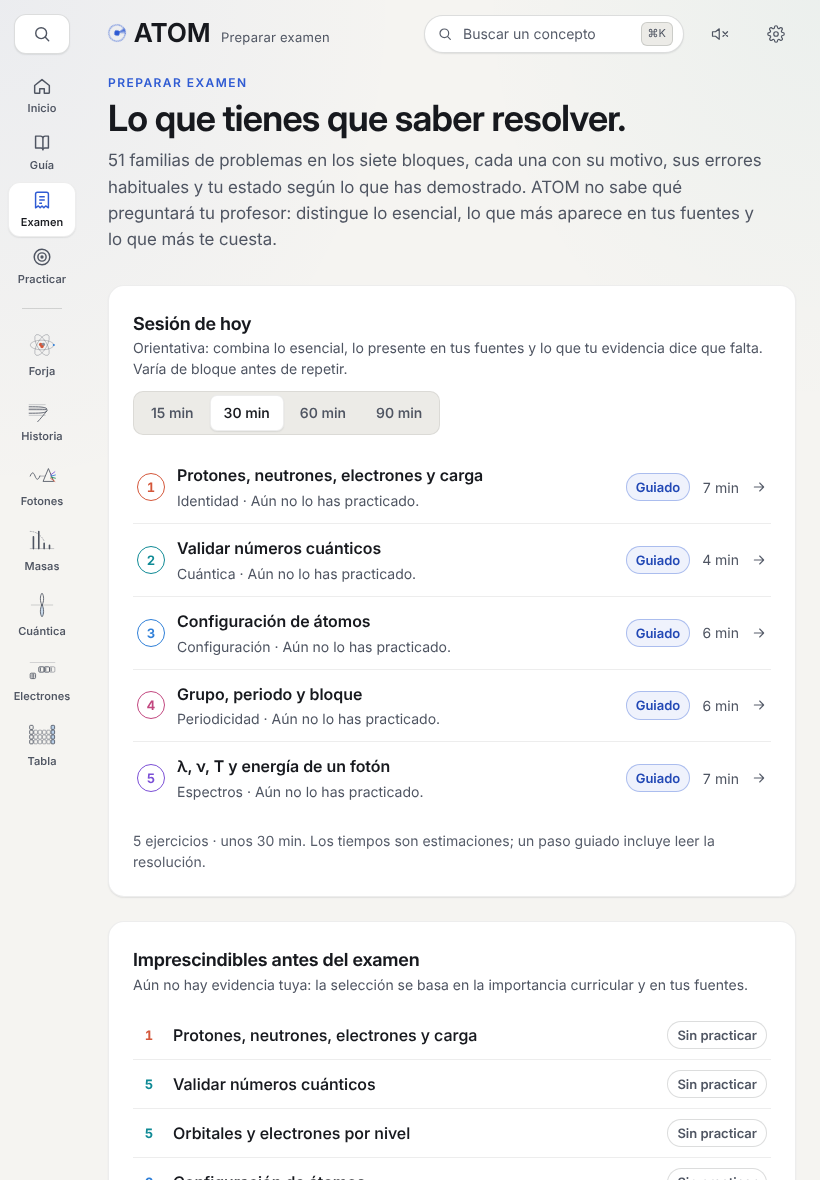 ATOM Preparar examen
Buscar un concepto ⌘K
Inicio
Guía
Examen
Practicar
Forja
Historia
Fotones
Masas
Cuántica
Electrones
Tabla
PREPARAR EXAMEN
Lo que tienes que saber resolver.
51 familias de problemas en los siete bloques, cada una con su motivo, sus errores
habituales y tu estado según lo que has demostrado. ATOM no sabe qué
preguntará tu profesor: distingue lo esencial, lo que más aparece en tus fuentes y
lo que más te cuesta.
Sesión de hoy
Orientativa: combina lo esencial, lo presente en tus fuentes y lo que tu evidencia dice que falta.
Varía de bloque antes de repetir.
15 min 30 min 60 min 90 min
1 Protones, neutrones, electrones y carga
Identidad · Aún no lo has practicado.
Guiado 7 min →
2 Validar números cuánticos
Cuántica · Aún no lo has practicado.
Guiado 4 min →
3 Configuración de átomos
Configuración · Aún no lo has practicado.
Guiado 6 min →
4 Grupo, periodo y bloque
Periodicidad · Aún no lo has practicado.
Guiado 6 min →
5 λ, ν, T y energía de un fotón
Espectros · Aún no lo has practicado.
Guiado 7 min →
5 ejercicios · unos 30 min. Los tiempos son estimaciones; un paso guiado incluye leer la
resolución.
Imprescindibles antes del examen
Aún no hay evidencia tuya: la selección se basa en la importancia curricular y en tus fuentes.
1 Protones, neutrones, electrones y carga Sin practicar
5 Validar números cuánticos Sin practicar
5 Orbitales y electrones por nivel Sin practicar